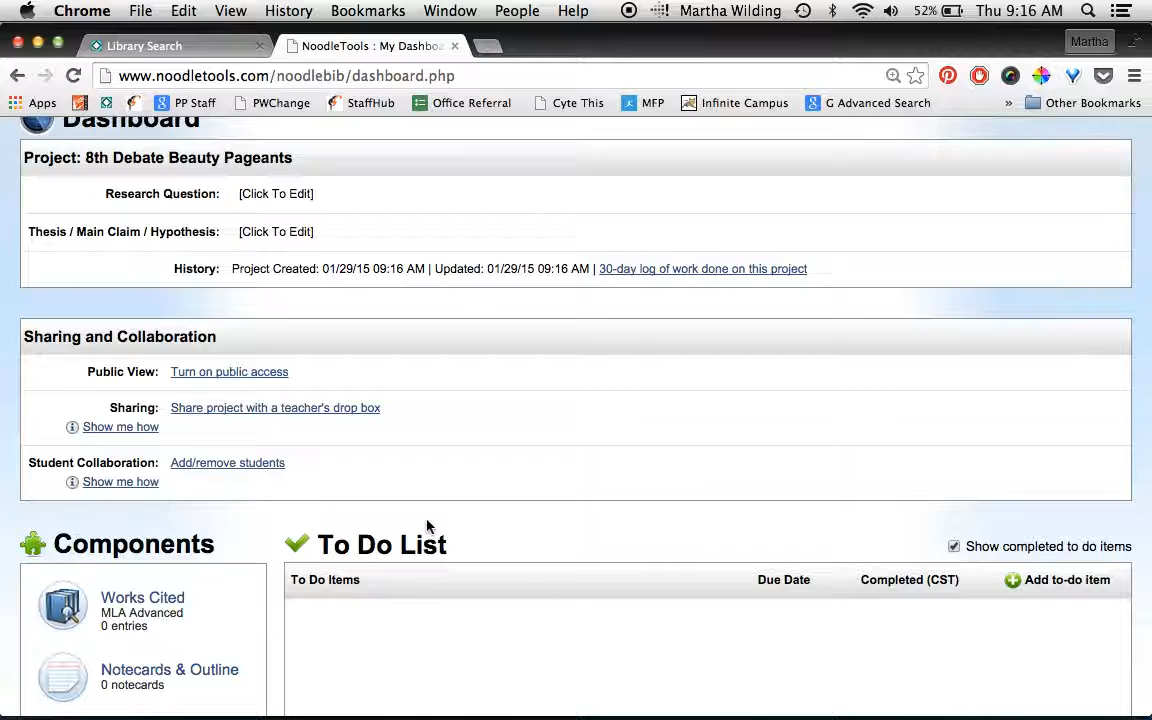 Chrome File Edit View History Bookmarks Window People Help Martha Wilding 52% Thu 9:16 AM
Library Search NoodleTools : My Dashboa Martha
www.noodletools.com/noodlebib/dashboard.php
Apps PP Staff PWChange StaffHub Office Referral Cyte This MFP Infinite Campus G Advanced Search » Other Bookmarks
Dashboard
Project: 8th Debate Beauty Pageants
Research Question: [Click To Edit]
Thesis / Main Claim / Hypothesis: [Click To Edit]
History: Project Created: 01/29/15 09:16 AM | Updated: 01/29/15 09:16 AM | 30-day log of work done on this project
Sharing and Collaboration
Public View: Turn on public access
Sharing: Share project with a teacher's drop box
Show me how
Student Collaboration: Add/remove students
Show me how
Components To Do List Show completed to do items
To Do Items Due Date Completed (CST) Add to-do item
Works Cited
MLA Advanced
0 entries
Notecards & Outline
0 notecards